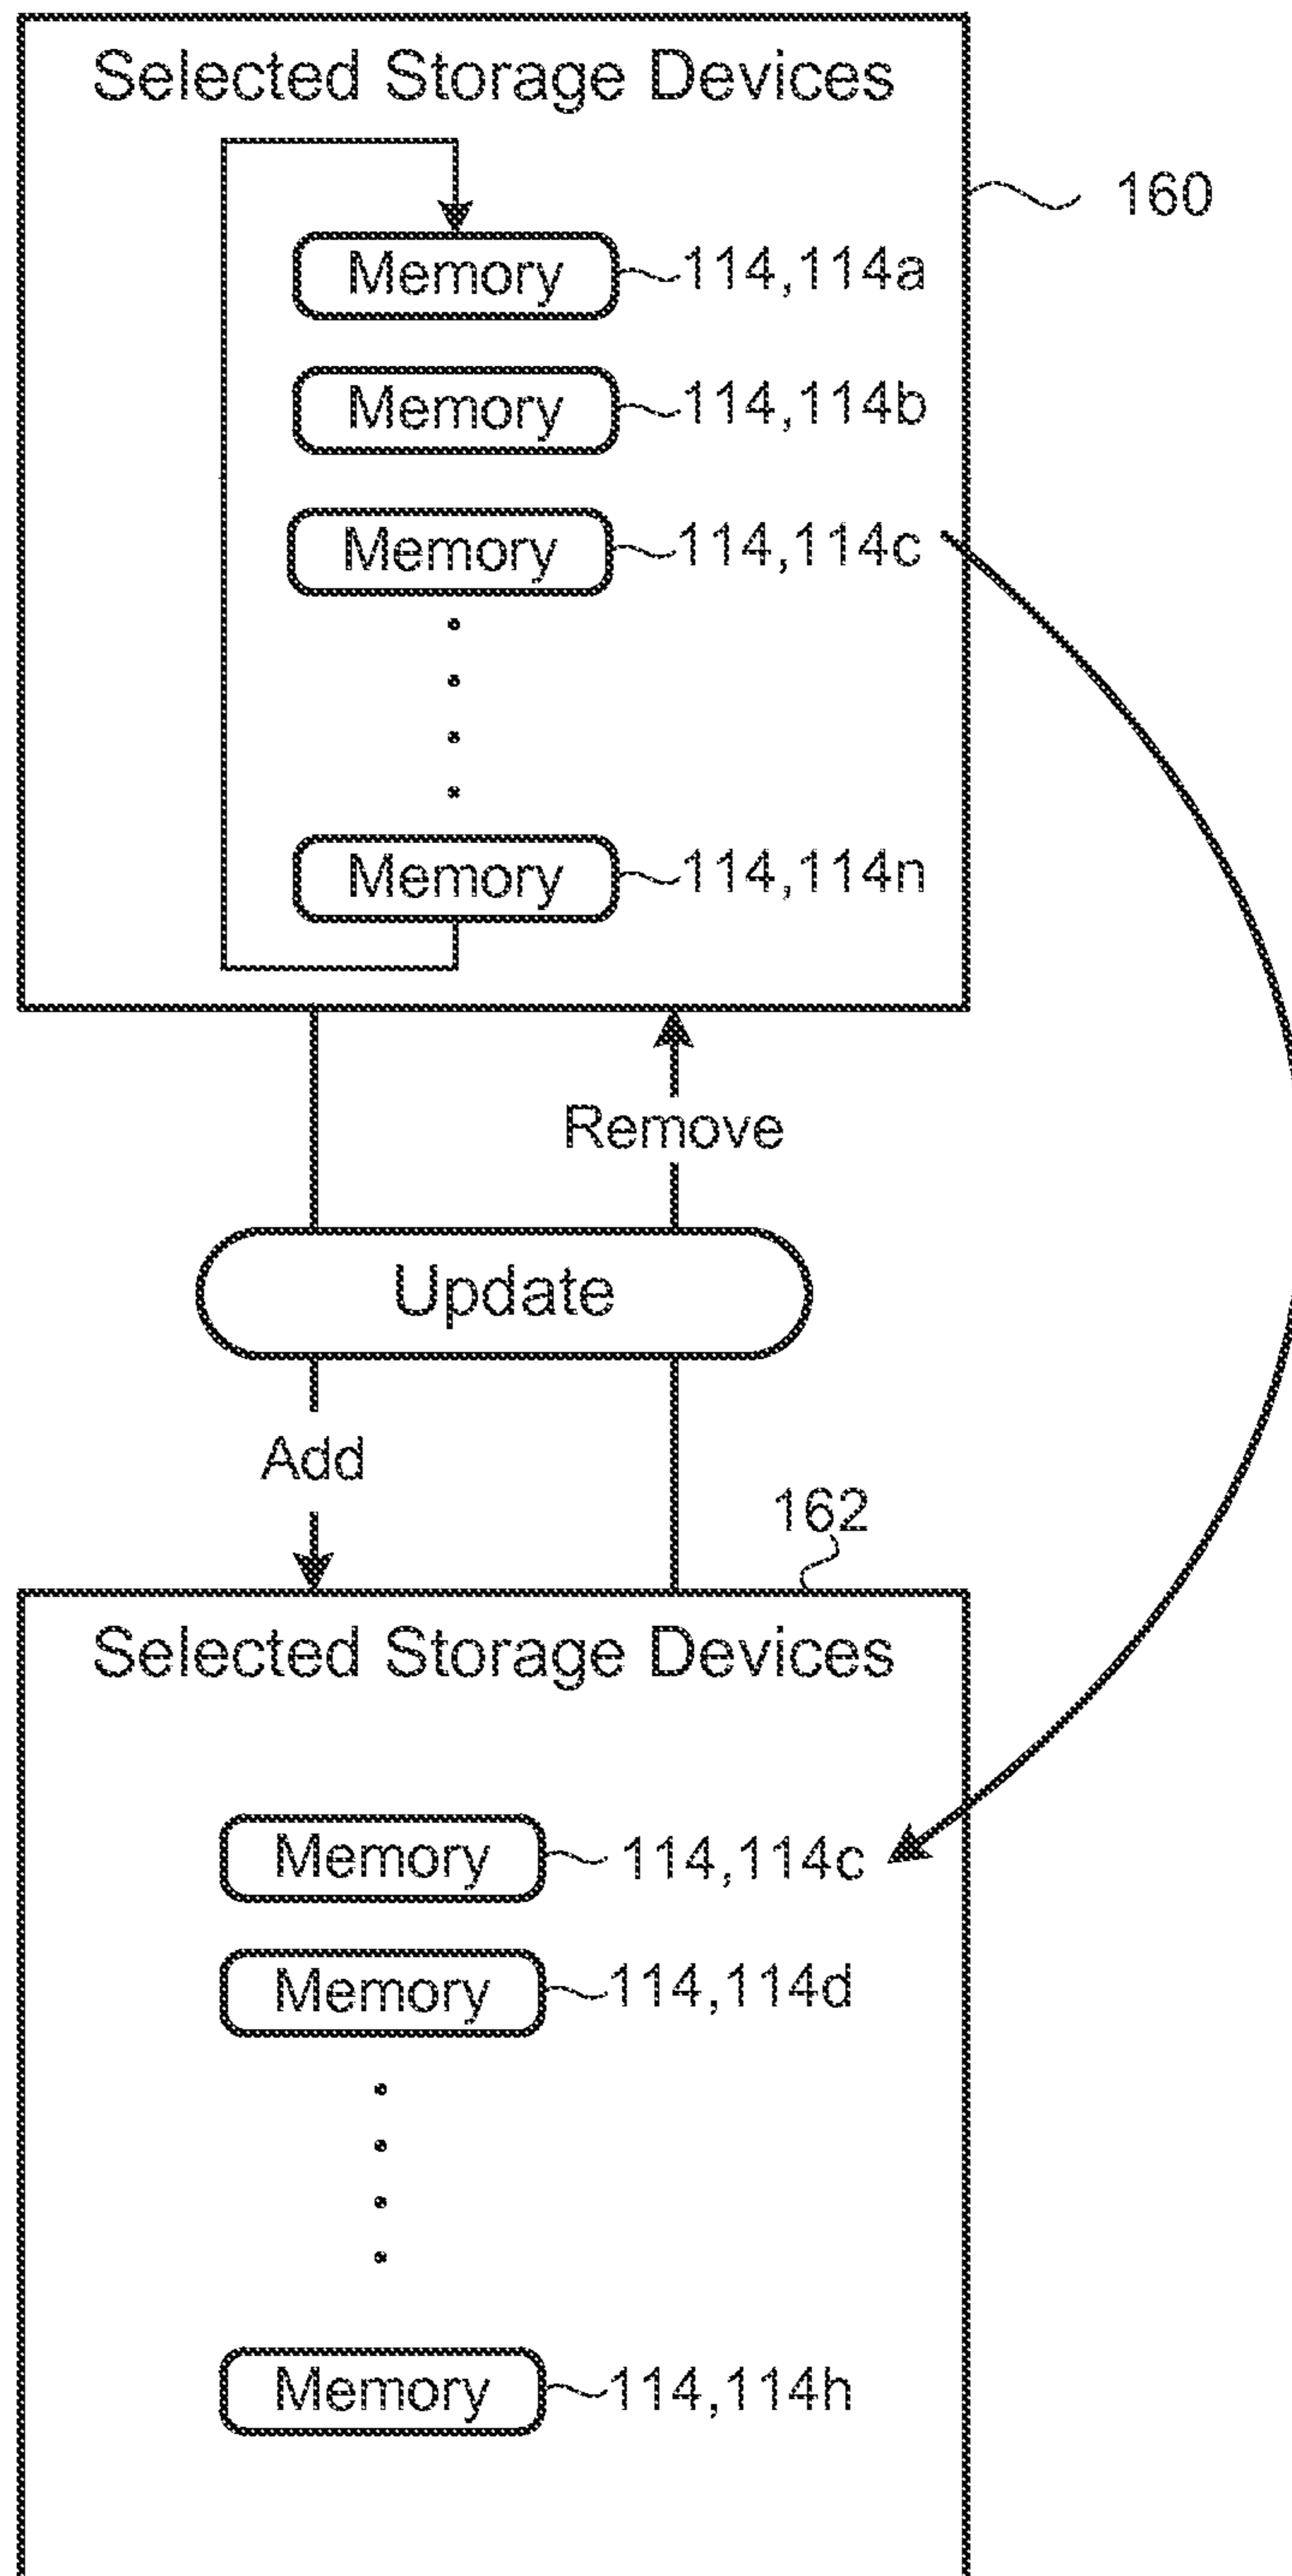 Selected Storage Devices
160
Memory 114,114a
Memory 114,114b
Memory 114,114c
Memory 114,114n
Remove
Update
Add
162
Selected Storage Devices
Memory 114,114c
Memory 114,114d
Memory 114,114h